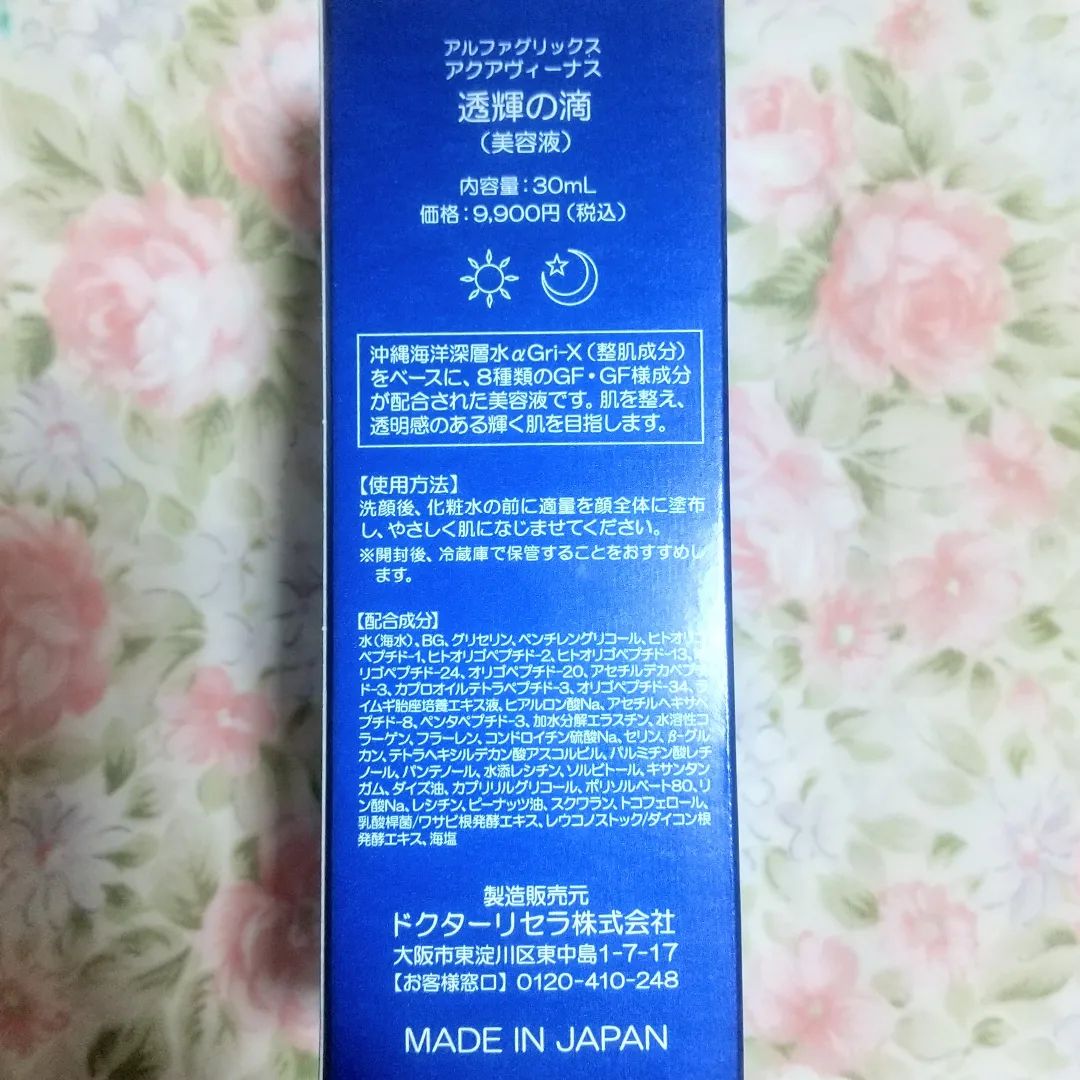 アルファグリックス
アクアヴィーナス
透輝の滴
（美容液）
内容量：30mL
価格：9,900円（税込）
沖縄海洋深層水αGri-X（整肌成分）
をベースに、8種類のGF・GF様成分
が配合された美容液です。肌を整え、
透明感のある輝く肌を目指します。
【使用方法】
洗顔後、化粧水の前に適量を顔全体に塗布
し、やさしく肌になじませてください。
※開封後、冷蔵庫で保管することをおすすめし
ます。
【配合成分】
水（海水）、BG、グリセリン、ペンチレングリコール、ヒトオリゴ
ペプチド-1、ヒトオリゴペプチド-2、ヒトオリゴペプチド-13、オ
リゴペプチド-24、オリゴペプチド-20、アセチルデカペプチ
ド-3、カプロオイルテトラペプチド-3、オリゴペプチド-34、ラ
イムギ胎座培養エキス液、ヒアルロン酸Na、アセチルヘキサペ
プチド-8、ペンタペプチド-3、加水分解エラスチン、水溶性コ
ラーゲン、フラーレン、コンドロイチン硫酸Na、セリン、β-グル
カン、テトラヘキシルデカン酸アスコルビル、パルミチン酸レチ
ノール、パンテノール、水添レシチン、ソルビトール、キサンタン
ガム、ダイズ油、カプリリルグリコール、ポリソルベート80、リ
ン酸Na、レシチン、ピーナッツ油、スクワラン、トコフェロール、
乳酸桿菌/ワサビ根発酵エキス、レウコノストック/ダイコン根
発酵エキス、海塩
製造販売元
ドクターリセラ株式会社
大阪市東淀川区東中島1-7-17
【お客様窓口】0120-410-248
MADE IN JAPAN